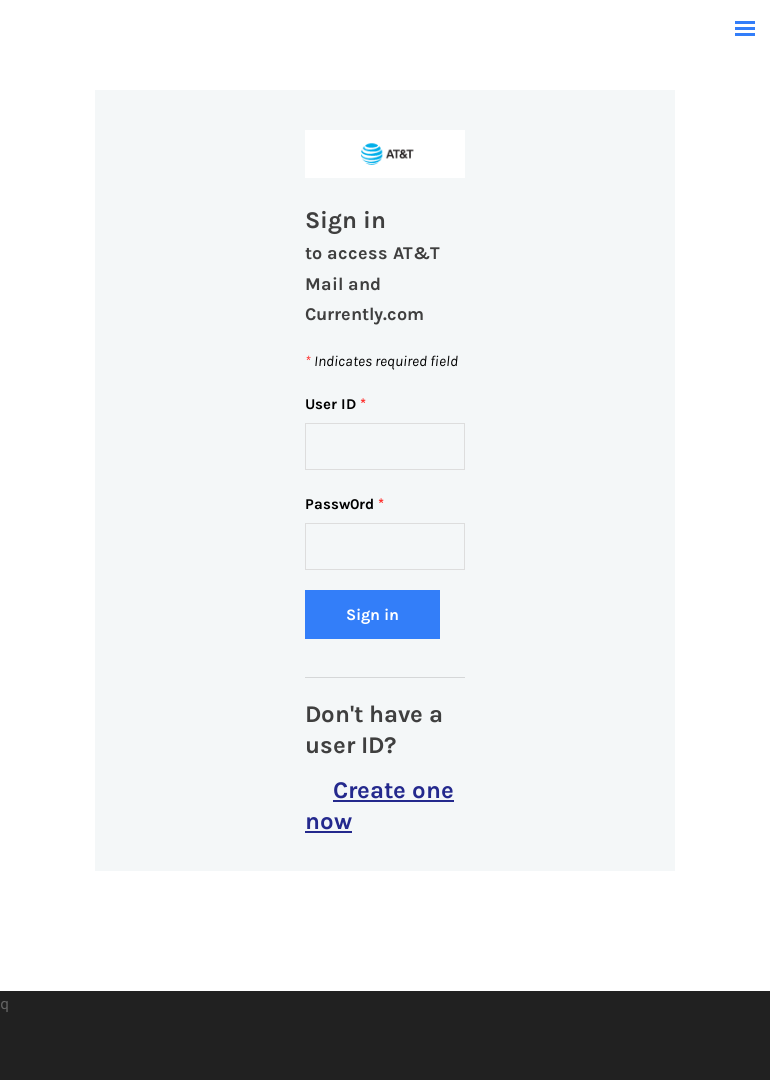 AT&T
Sign in
to access AT&T
Mail and
Currently.com
* Indicates required field
User ID *
Passw0rd *
Sign in
Don't have a
user ID?
Create one
now
q